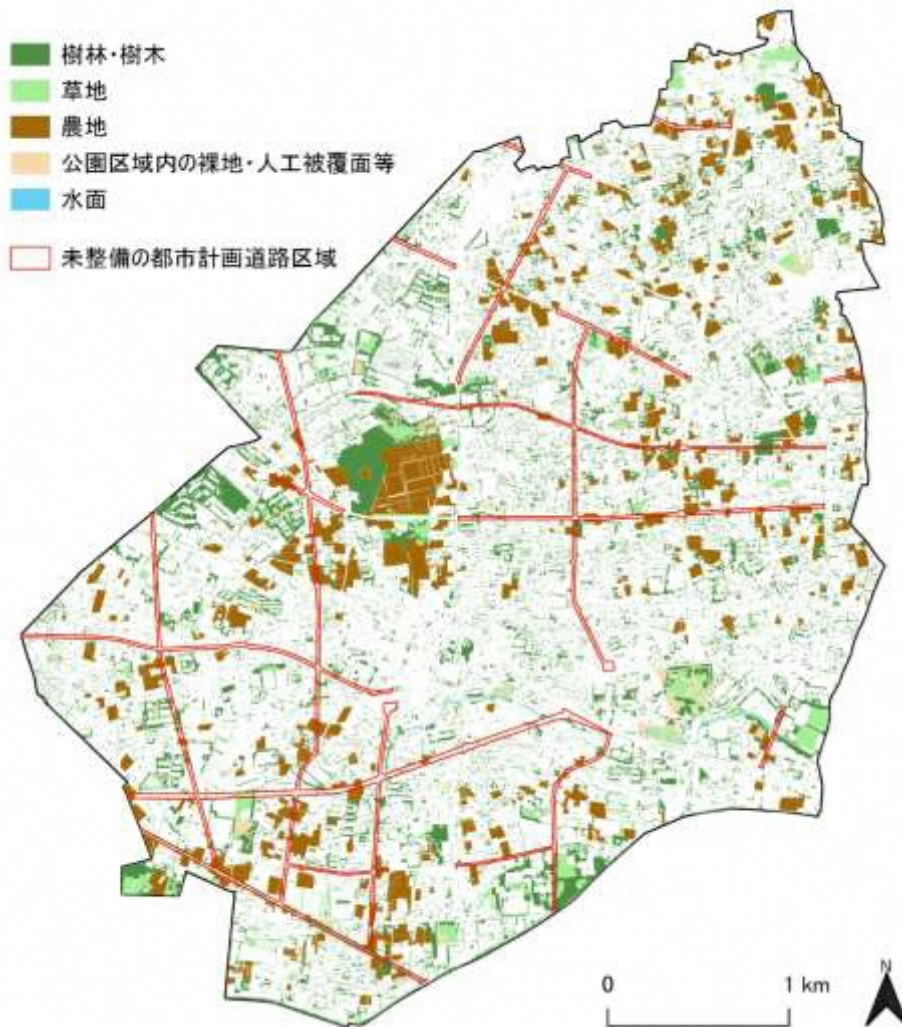 樹林・樹木
草地
農地
公園区域内の裸地・人工被覆面等
水面
未整備の都市計画道路区域
N
0 1 km